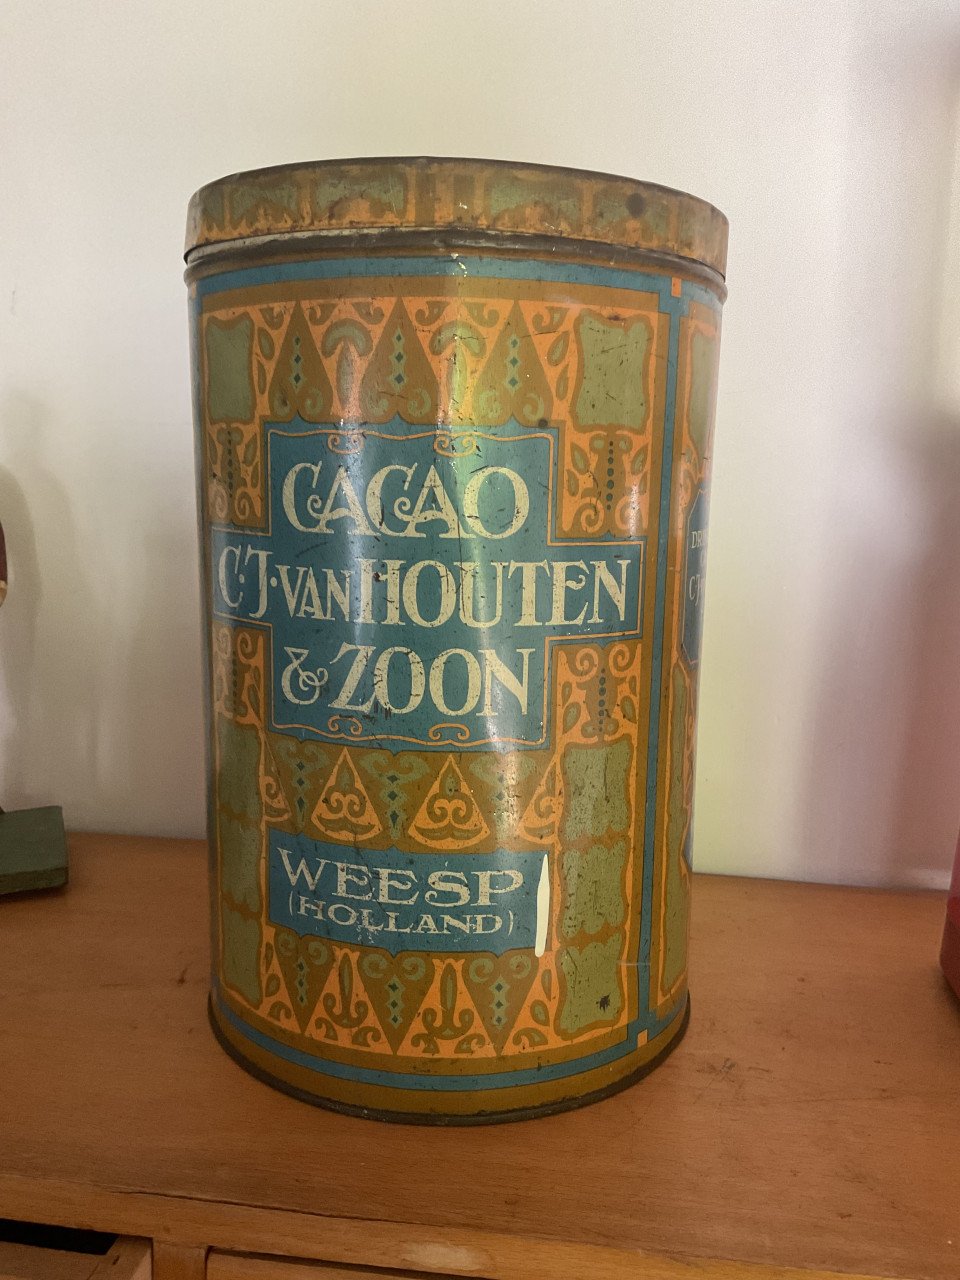 CACAO
C.J. VAN HOUTEN
& ZOON
WEESP
(HOLLAND)